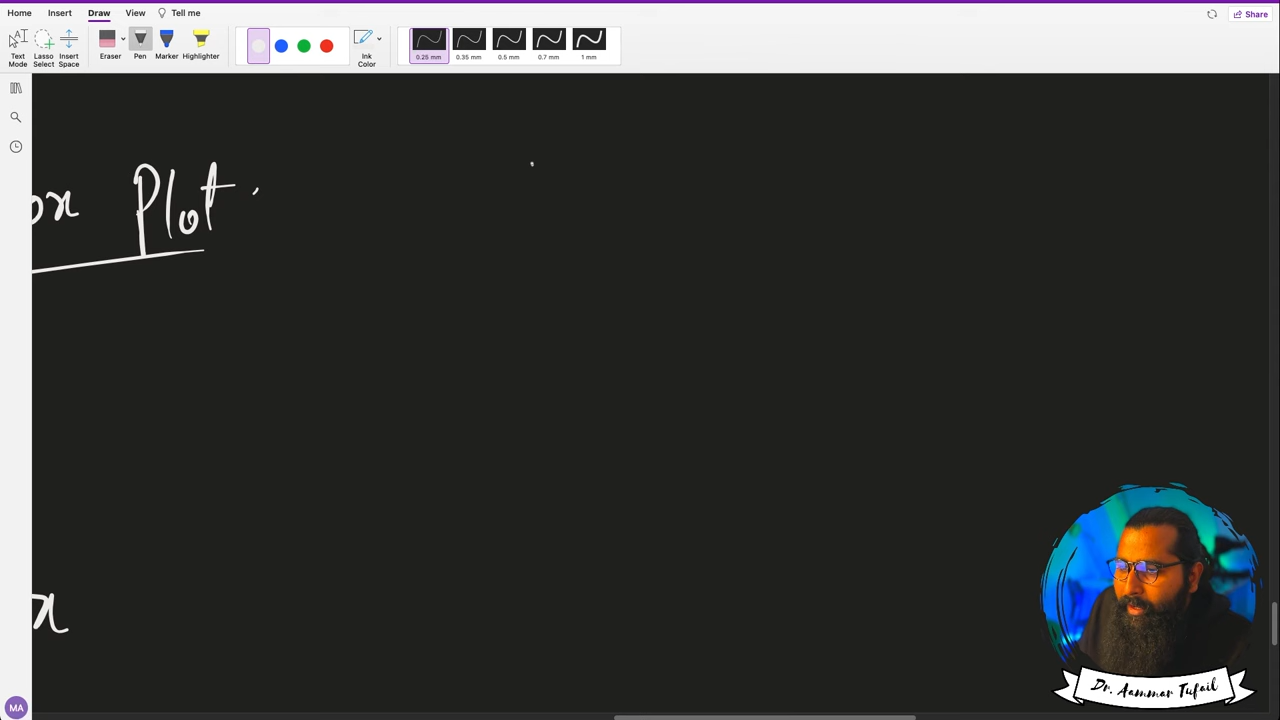 Home Insert Draw View Tell me Share
Text Mode Lasso Select Insert Space Eraser Pen Marker Highlighter Ink Color 0.25 mm 0.35 mm 0.5 mm 0.7 mm 1 mm
ox Plot
x
Dr. Aammar Tufail
MA